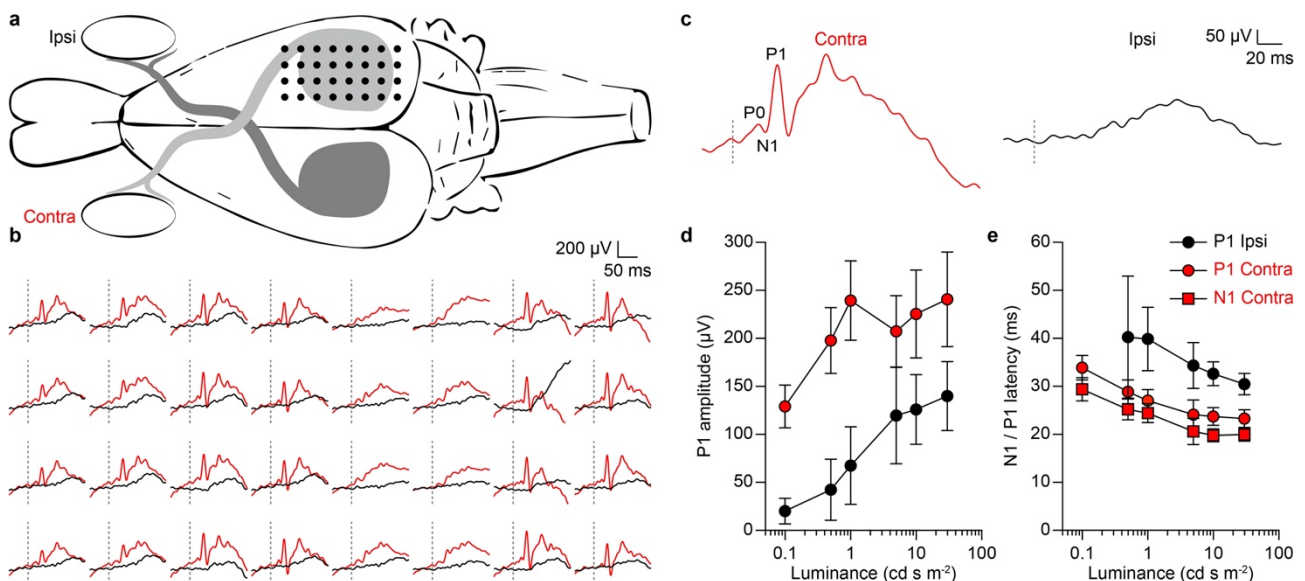 a
Ipsi
Contra
b
200 µV
50 ms
c
P1
Contra
P0
N1
Ipsi
50 µV
20 ms
d
300
250
200
150
100
50
0
P1 amplitude (µV)
0.1 1 10 100
Luminance (cd s m-2)
e
60
50
40
30
20
10
0
N1 / P1 latency (ms)
P1 Ipsi
P1 Contra
N1 Contra
0.1 1 10 100
Luminance (cd s m-2)